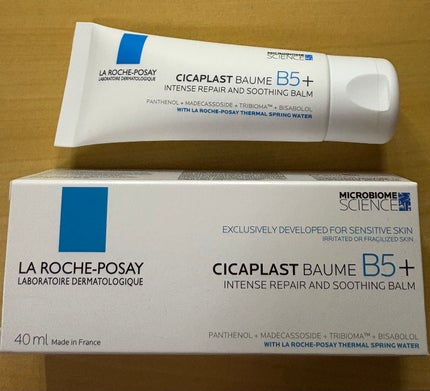 MICROBIOME
SCIENCE
LA ROCHE-POSAY
LABORATOIRE DERMATOLOGIQUE
CICAPLAST BAUME B5+
INTENSE REPAIR AND SOOTHING BALM
PANTHENOL + MADECASSOSIDE + TRIBIOMA™ + BISABOLOL
WITH LA ROCHE-POSAY THERMAL SPRING WATER
MICROBIOME
SCIENCE
EXCLUSIVELY DEVELOPED FOR SENSITIVE SKIN
IRRITATED OR FRAGILIZED SKIN
LA ROCHE-POSAY
LABORATOIRE DERMATOLOGIQUE
CICAPLAST BAUME B5+
INTENSE REPAIR AND SOOTHING BALM
40 ml Made in France
PANTHENOL + MADECASSOSIDE + TRIBIOMA™ + BISABOLOL
WITH LA ROCHE-POSAY THERMAL SPRING WATER